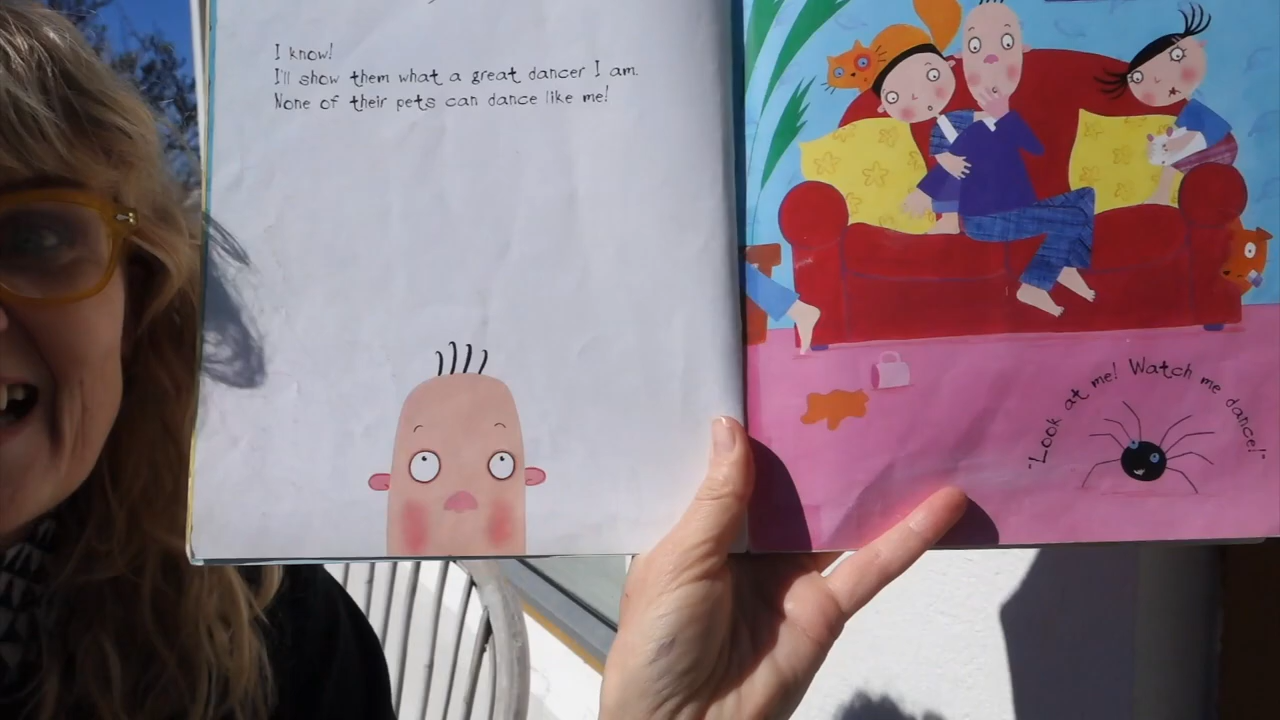 I know!
I'll show them what a great dancer I am.
None of their pets can dance like me!
"Look at me! Watch me dance!"